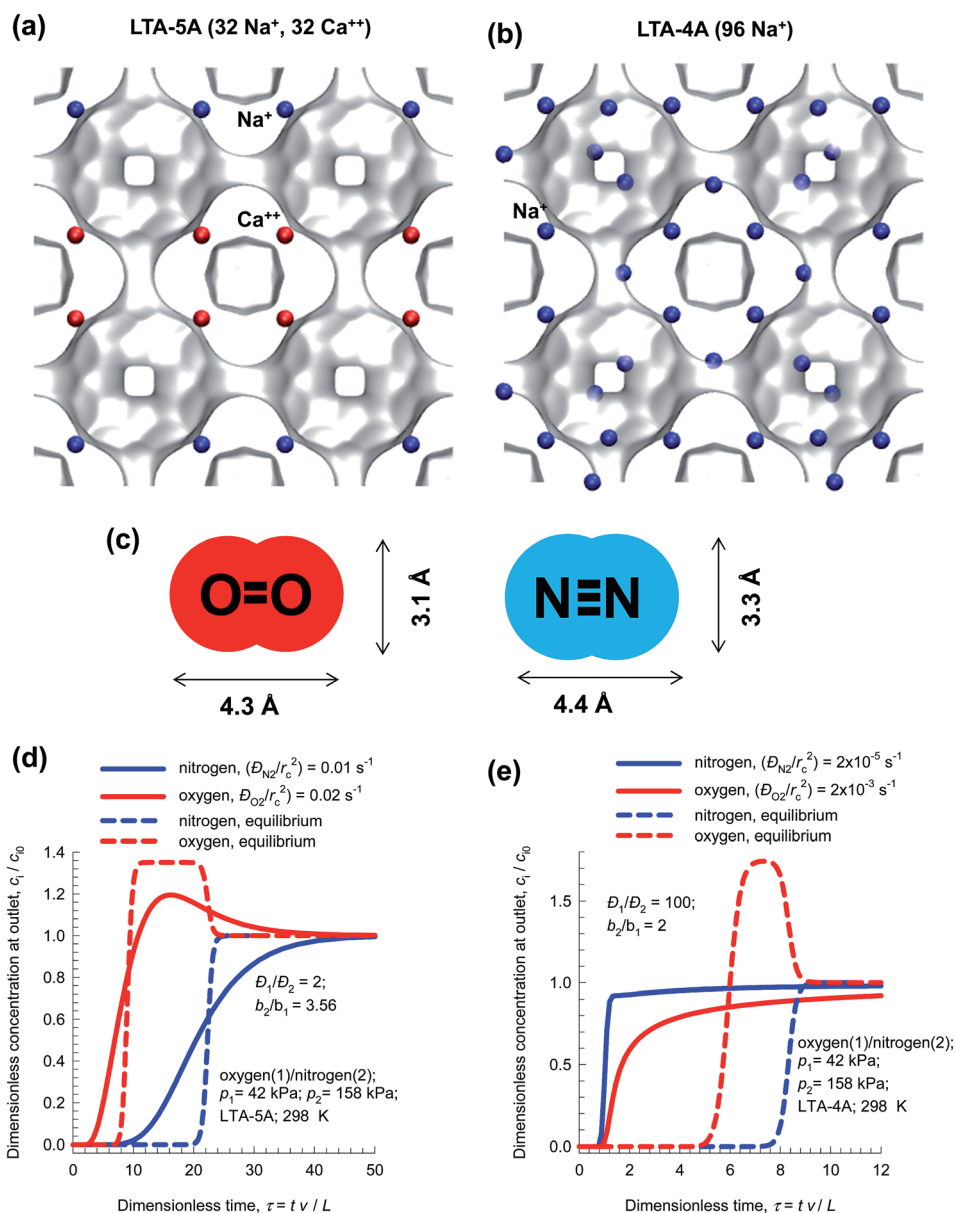 (a)
LTA-5A (32 Na⁺, 32 Ca⁺⁺)
Na⁺
Ca⁺⁺
(b)
LTA-4A (96 Na⁺)
Na⁺
(c)
O=O
3.1 Å
4.3 Å
N≡N
3.3 Å
4.4 Å
(d)
nitrogen, (Đ_N2/r_c²) = 0.01 s⁻¹
oxygen, Đ_O2/r_c²) = 0.02 s⁻¹
nitrogen, equilibrium
oxygen, equilibrium
Dimensionless concentration at outlet, c_i / c_i0
1.4
1.2
1.0
0.8
0.6
0.4
0.2
0.0
Đ₁/Đ₂ = 2;
b₂/b₁ = 3.56
oxygen(1)/nitrogen(2);
p₁= 42 kPa; p₂= 158 kPa;
LTA-5A; 298 K
0 10 20 30 40 50
Dimensionless time, τ = t v / L
(e)
nitrogen, (Đ_N2/r_c²) = 2x10⁻⁵ s⁻¹
oxygen, (Đ_O2/r_c²) = 2x10⁻³ s⁻¹
nitrogen, equilibrium
oxygen, equilibrium
Dimensionless concentration at outlet, c_i / c_i0
1.5
1.0
0.5
0.0
Đ₁/Đ₂ = 100;
b₂/b₁ = 2
oxygen(1)/nitrogen(2);
p₁= 42 kPa;
p₂= 158 kPa;
LTA-4A; 298 K
0 2 4 6 8 10 12
Dimensionless time, τ = t v / L